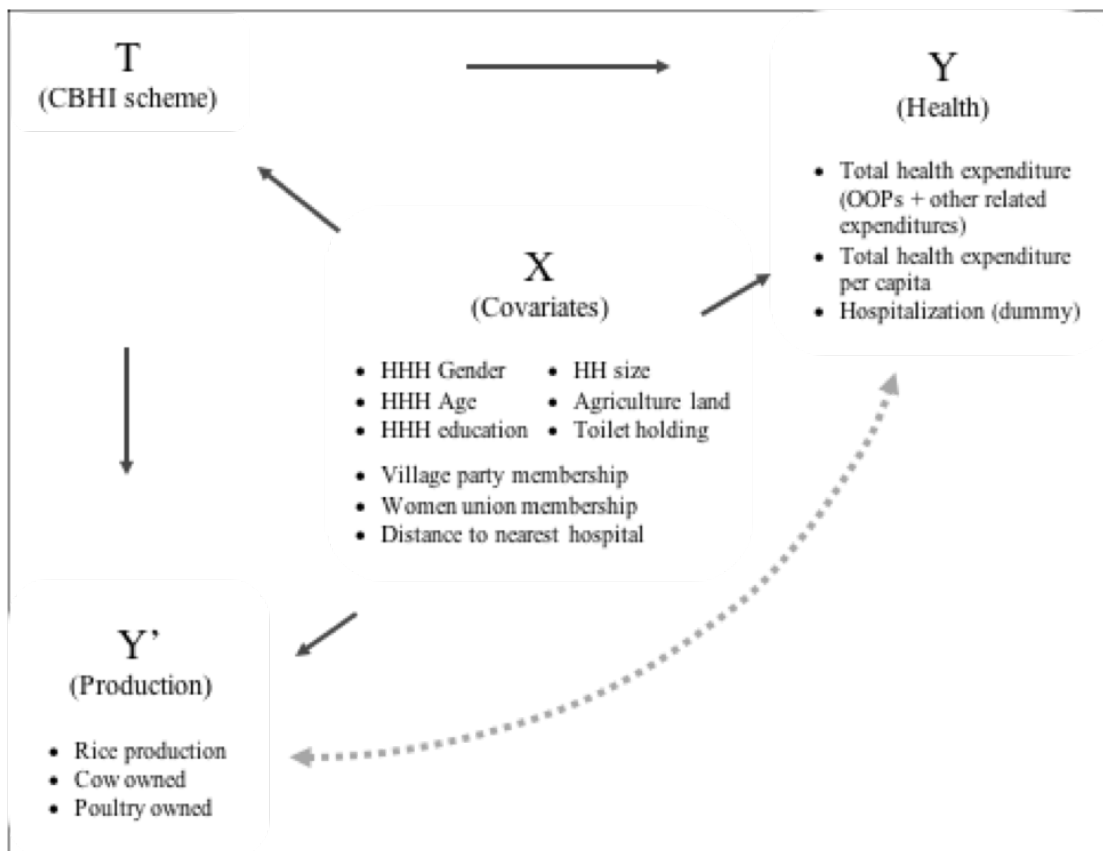 T
(CBHI scheme)
Y
(Health)
• Total health expenditure
(OOPs + other related
expenditures)
• Total health expenditure
per capita
• Hospitalization (dummy)
X
(Covariates)
• HHH Gender
• HHH Age
• HHH education
• HH size
• Agriculture land
• Toilet holding
• Village party membership
• Women union membership
• Distance to nearest hospital
Y’
(Production)
• Rice production
• Cow owned
• Poultry owned